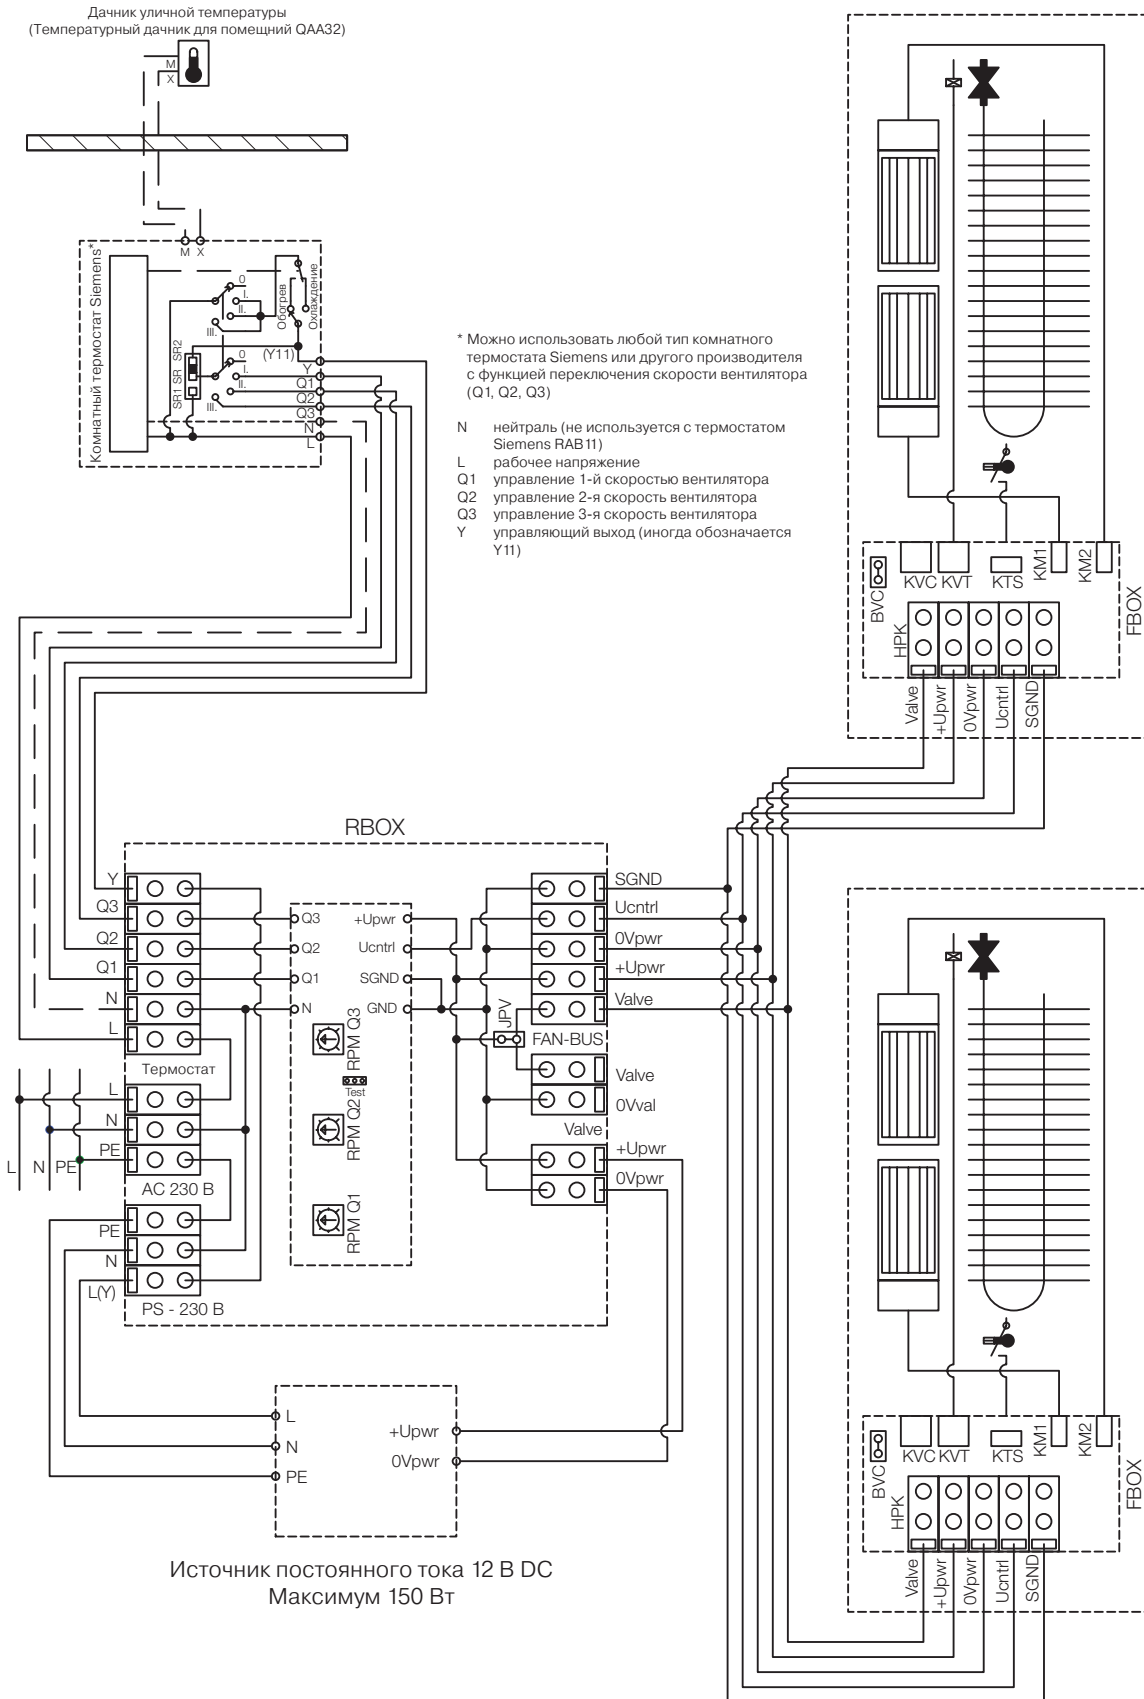 Дачник уличной температуры
(Температурный дачник для помещний QAA32)
M
X
M X
Комнатный термостат Siemens*
0
I.
II.
III.
Обогрев
Охлаждение
SR1 SR SR2
0
I.
II.
III.
(Y11)
Y
Q1
Q2
Q3
N
L
* Можно использовать любой тип комнатного
термостата Siemens или другого производителя
с функцией переключения скорости вентилятора
(Q1, Q2, Q3)
N нейтраль (не используется с термостатом
Siemens RAB11)
L рабочее напряжение
Q1 управление 1-й скоростью вентилятора
Q2 управление 2-я скорость вентилятора
Q3 управление 3-я скорость вентилятора
Y управляющий выход (иногда обозначается
Y11)
BVC
KVC KVT KTS KM1 KM2
HPK
FBOX
Valve
+Upwr
0Vpwr
Ucntrl
SGND
RBOX
Y
Q3
Q2
Q1
N
L
Термостат
L
N
PE
AC 230 В
PE
N
L(Y)
PS - 230 В
L N PE
Q3
Q2
Q1
N
+Upwr
Ucntrl
SGND
GND
RPM Q3
Test
RPM Q2
RPM Q1
JPV
SGND
Ucntrl
0Vpwr
+Upwr
Valve
FAN-BUS
Valve
0Vval
Valve
+Upwr
0Vpwr
L
N
PE
+Upwr
0Vpwr
Источник постоянного тока 12 В DC
Максимум 150 Вт
BVC
KVC KVT KTS KM1 KM2
HPK
FBOX
Valve
+Upwr
0Vpwr
Ucntrl
SGND